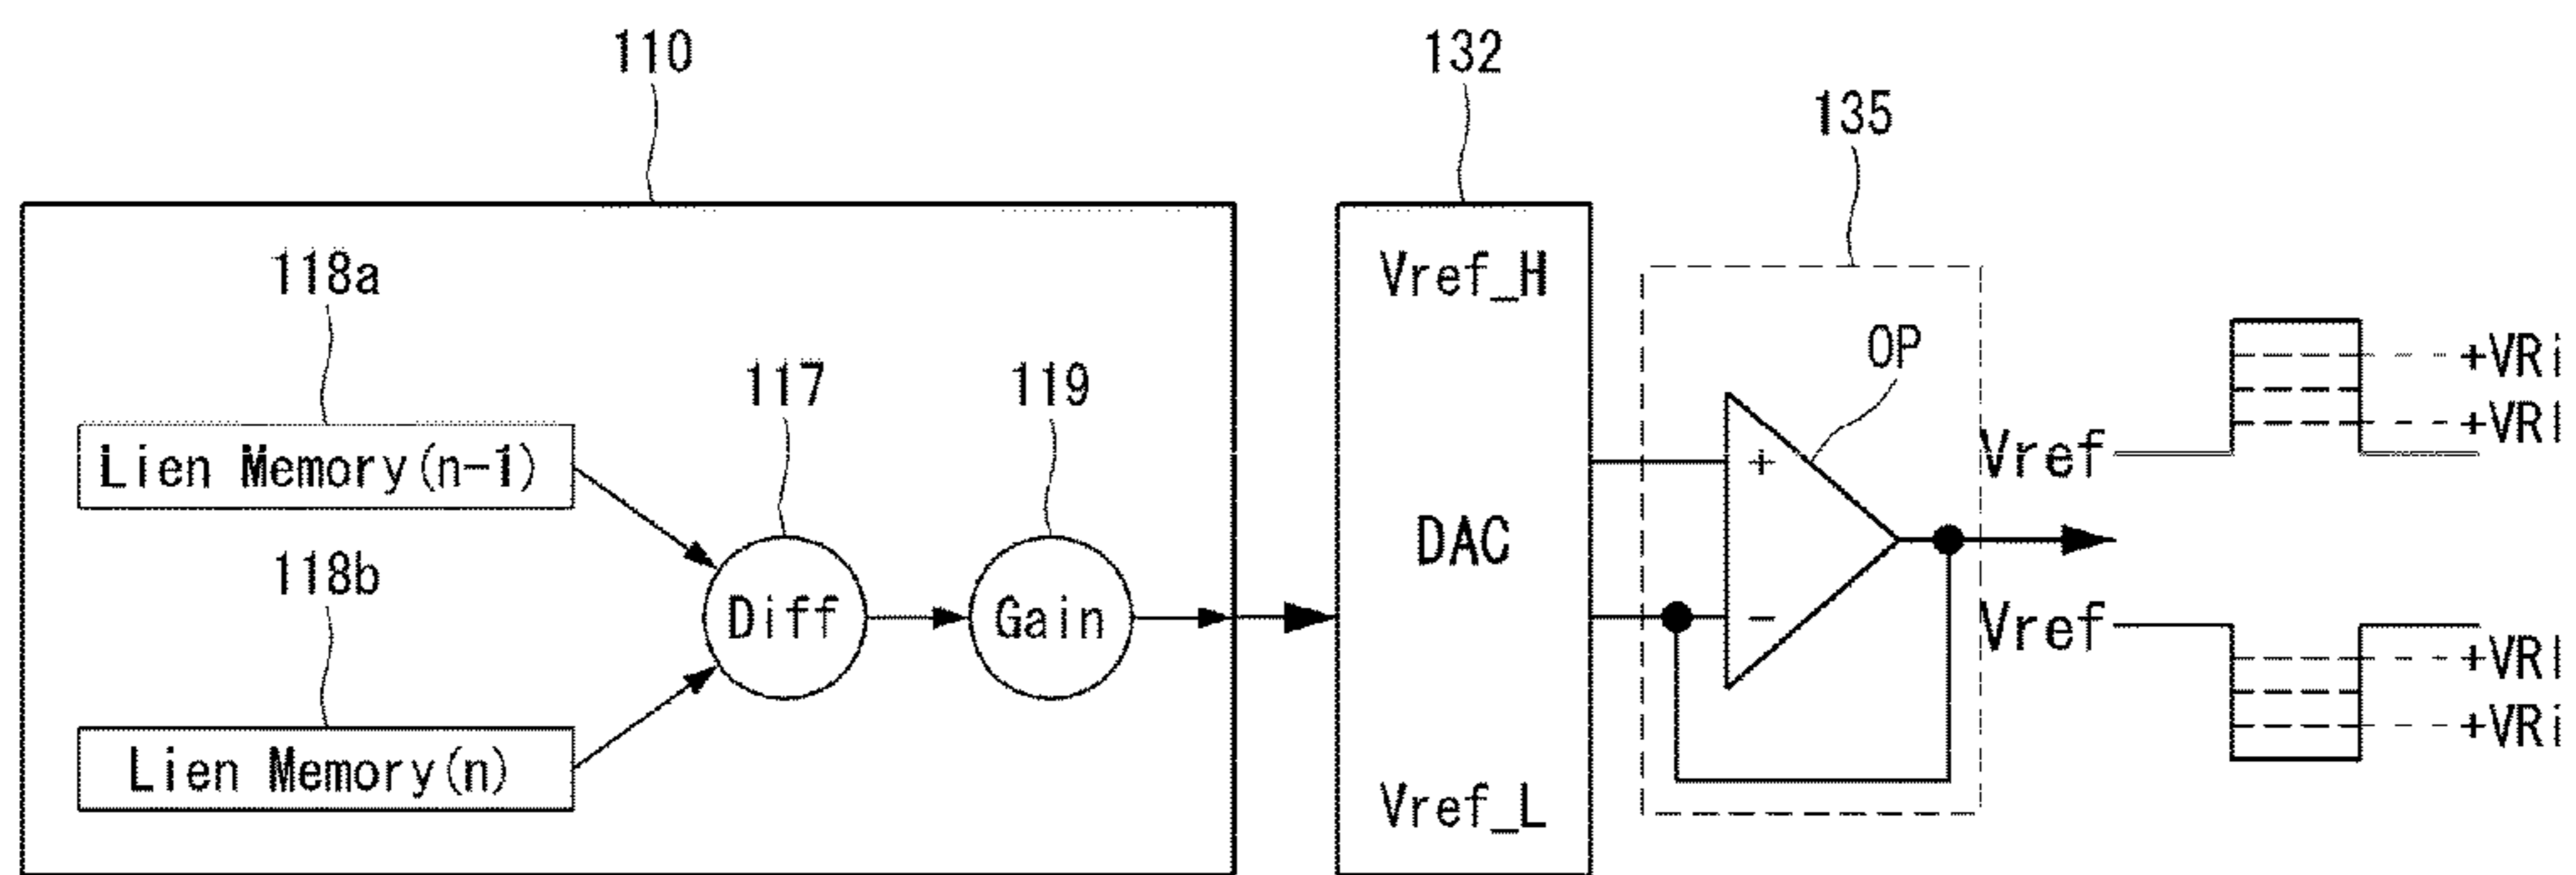 110
132
135
118a
Lien Memory(n-1)
118b
Lien Memory(n)
117
Diff
119
Gain
Vref_H
DAC
Vref_L
OP
+
-
Vref
+VRi
+VRl
Vref
+VRl
+VRi